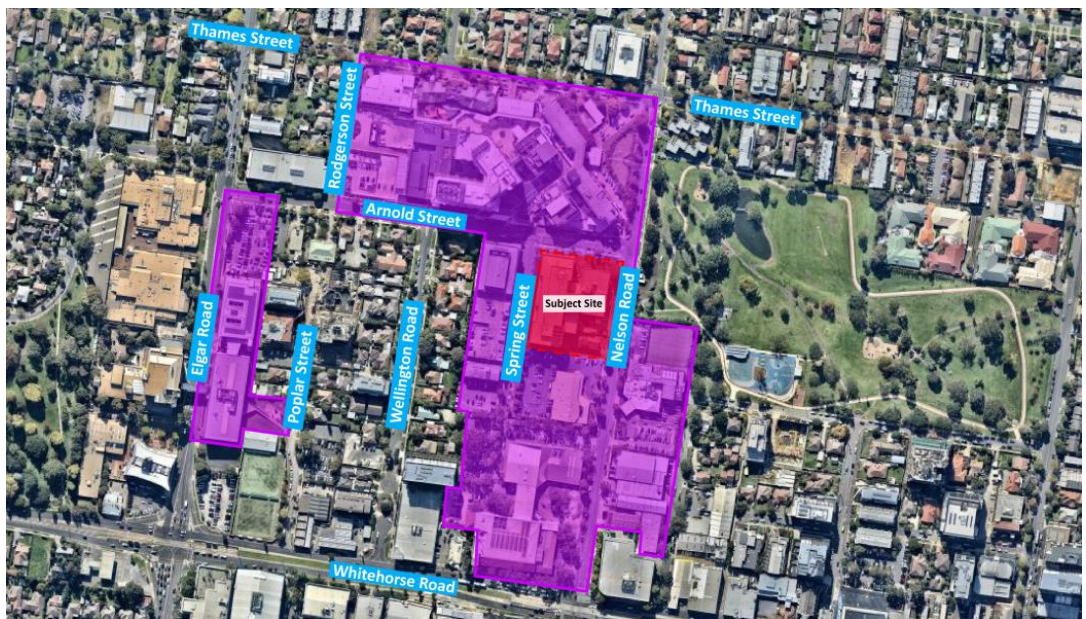 Thames Street
Thames Street
Rodgerson Street
Arnold Street
Subject Site
Spring Street
Nelson Road
Elgar Road
Poplar Street
Wellington Road
Whitehorse Road